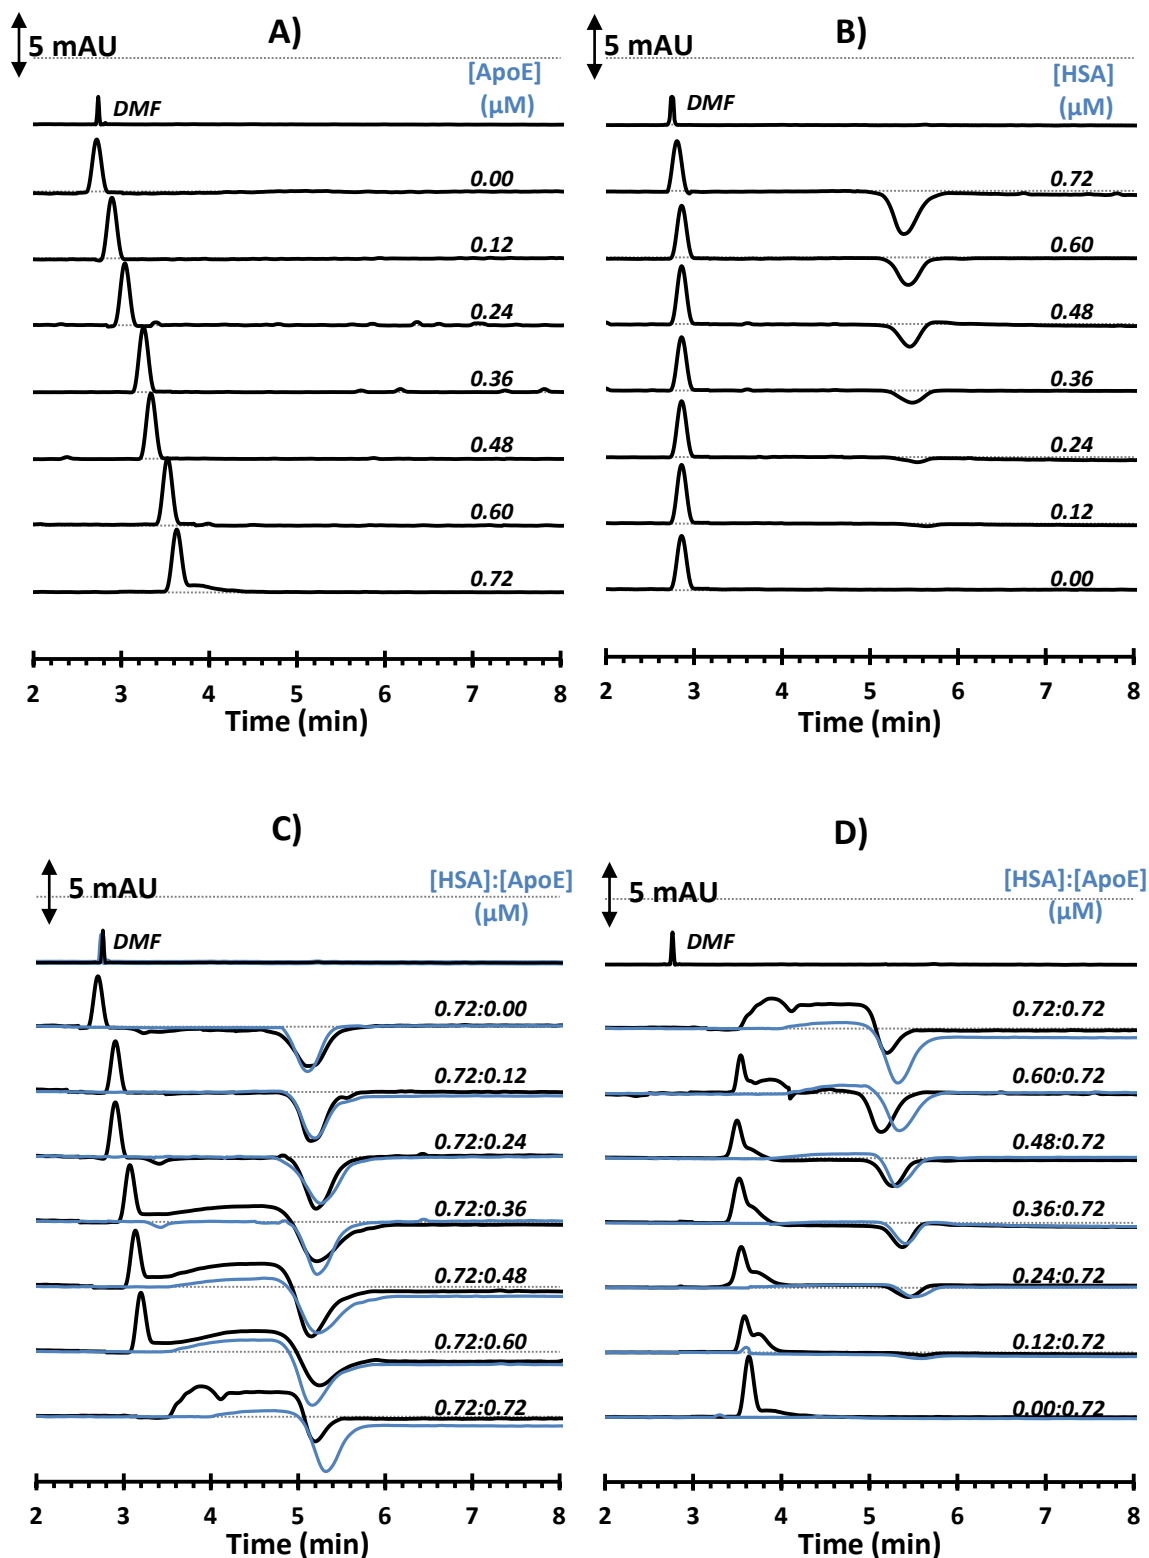 A)
5 mAU
[ApoE]
(µM)
DMF
0.00
0.12
0.24
0.36
0.48
0.60
0.72
2 3 4 5 6 7 8
Time (min)
B)
5 mAU
[HSA]
(µM)
DMF
0.72
0.60
0.48
0.36
0.24
0.12
0.00
2 3 4 5 6 7 8
Time (min)
C)
5 mAU
[HSA]:[ApoE]
(µM)
DMF
0.72:0.00
0.72:0.12
0.72:0.24
0.72:0.36
0.72:0.48
0.72:0.60
0.72:0.72
2 3 4 5 6 7 8
Time (min)
D)
5 mAU
[HSA]:[ApoE]
(µM)
DMF
0.72:0.72
0.60:0.72
0.48:0.72
0.36:0.72
0.24:0.72
0.12:0.72
0.00:0.72
2 3 4 5 6 7 8
Time (min)